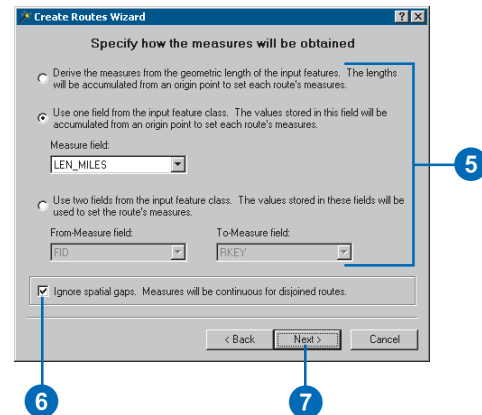 Create Routes Wizard
Specify how the measures will be obtained
Derive the measures from the geometric length of the input features. The lengths
will be accumulated from an origin point to set each route's measures.
Use one field from the input feature class. The values stored in this field will be
accumulated from an origin point to set each route's measures.
Measure field:
LEN_MILES
5
Use two fields from the input feature class. The values stored in these fields will be
used to set the route's measures.
From-Measure field: To-Measure field:
FID RKEY
Ignore spatial gaps. Measures will be continuous for disjoined routes.
< Back Next > Cancel
6 7